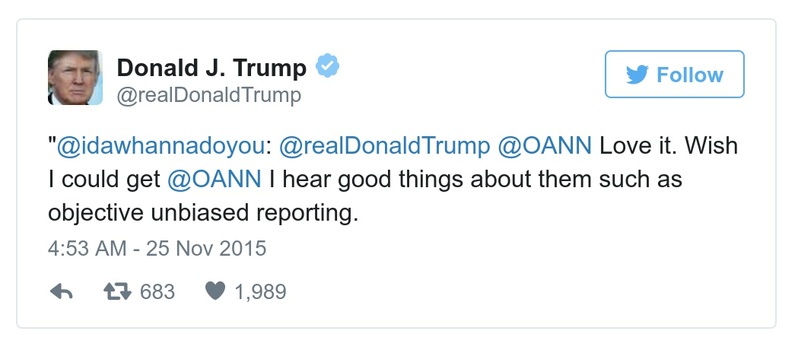 Donald J. Trump
@realDonaldTrump
Follow
"@idawhannadoyou: @realDonaldTrump @OANN Love it. Wish
I could get @OANN I hear good things about them such as
objective unbiased reporting.
4:53 AM - 25 Nov 2015
683 1,989